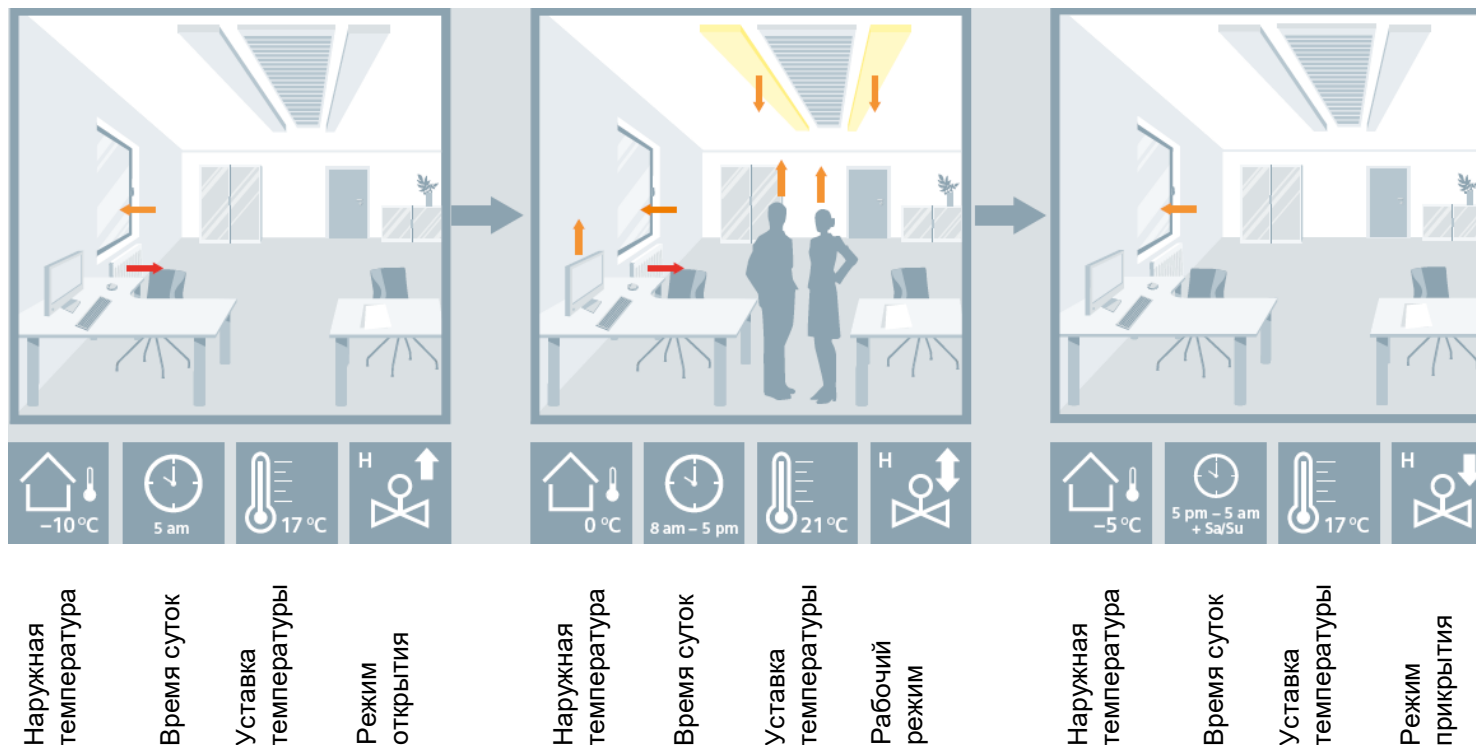 H
−10 °C
5 am
17 °C
H
0 °C
8 am – 5 pm
21°C
H
−5 °C
5 pm – 5 am
+ Sa/Su
17 °C
Наружная
температура
Время суток
Уставка
температуры
Режим
открытия
Наружная
температура
Время суток
Уставка
температуры
Рабочий
режим
Наружная
температура
Время суток
Уставка
температуры
Режим
прикрытия